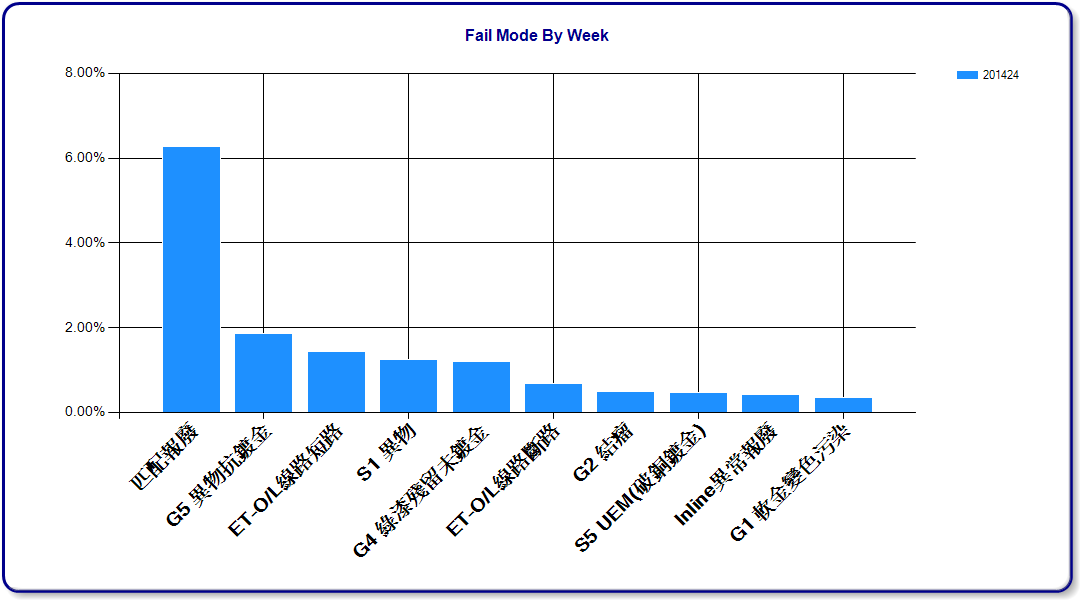 Fail Mode By Week
201424
8.00%
6.00%
4.00%
2.00%
0.00%
匹配報廢
G5 異物抗鍍金
ET-O/L線路短路
S1 異物
G4 綠漆殘留未鍍金
ET-O/L線路斷路
G2 結瘤
S5 UEM(破銅鍍金)
Inline異常報廢
G1 軟金變色污染